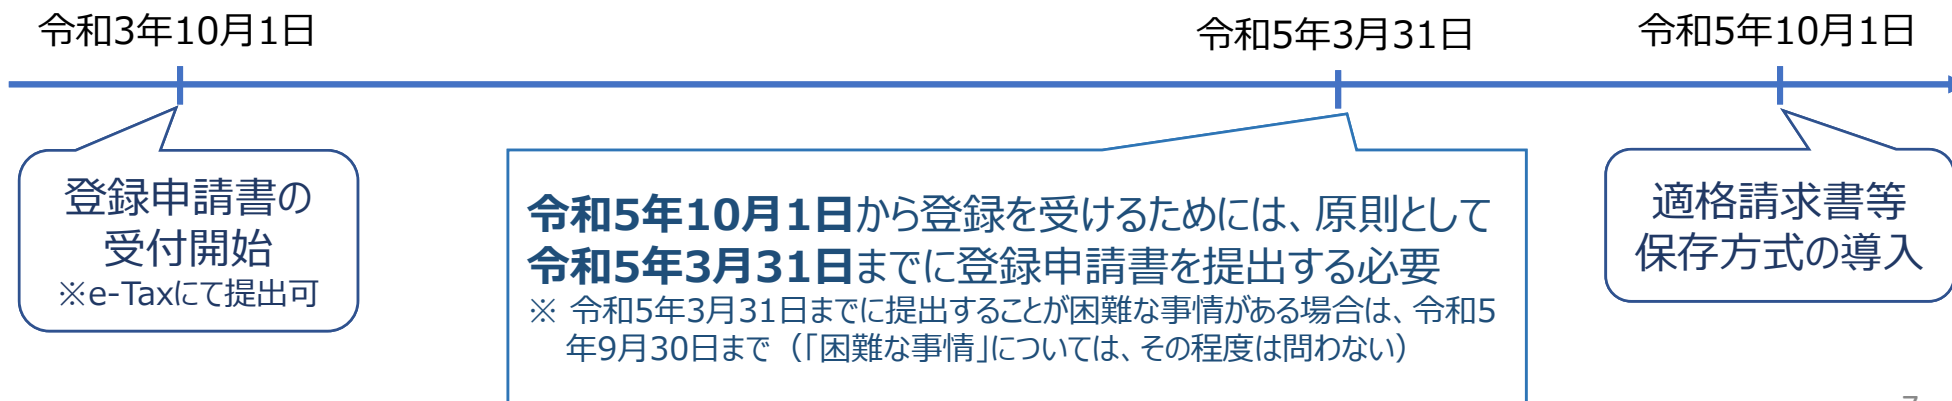 令和3年10月1日
令和5年3月31日
令和5年10月1日
登録申請書の
受付開始
※e-Taxにて提出可
令和5年10月1日から登録を受けるためには、原則として
令和5年3月31日までに登録申請書を提出する必要
※ 令和5年3月31日までに提出することが困難な事情がある場合は、令和5
年9月30日まで（「困難な事情」については、その程度は問わない）
適格請求書等
保存方式の導入